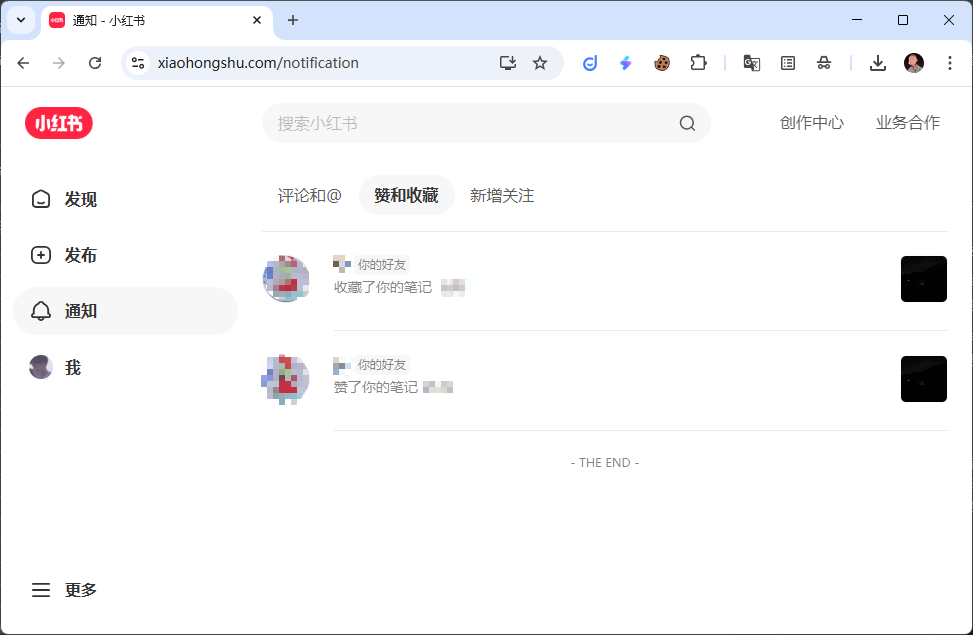 通知 - 小红书
xiaohongshu.com/notification
小红书
搜索小红书
创作中心
业务合作
发现
发布
通知
我
更多
评论和@
赞和收藏
新增关注
你的好友
收藏了你的笔记
你的好友
赞了你的笔记
- THE END -